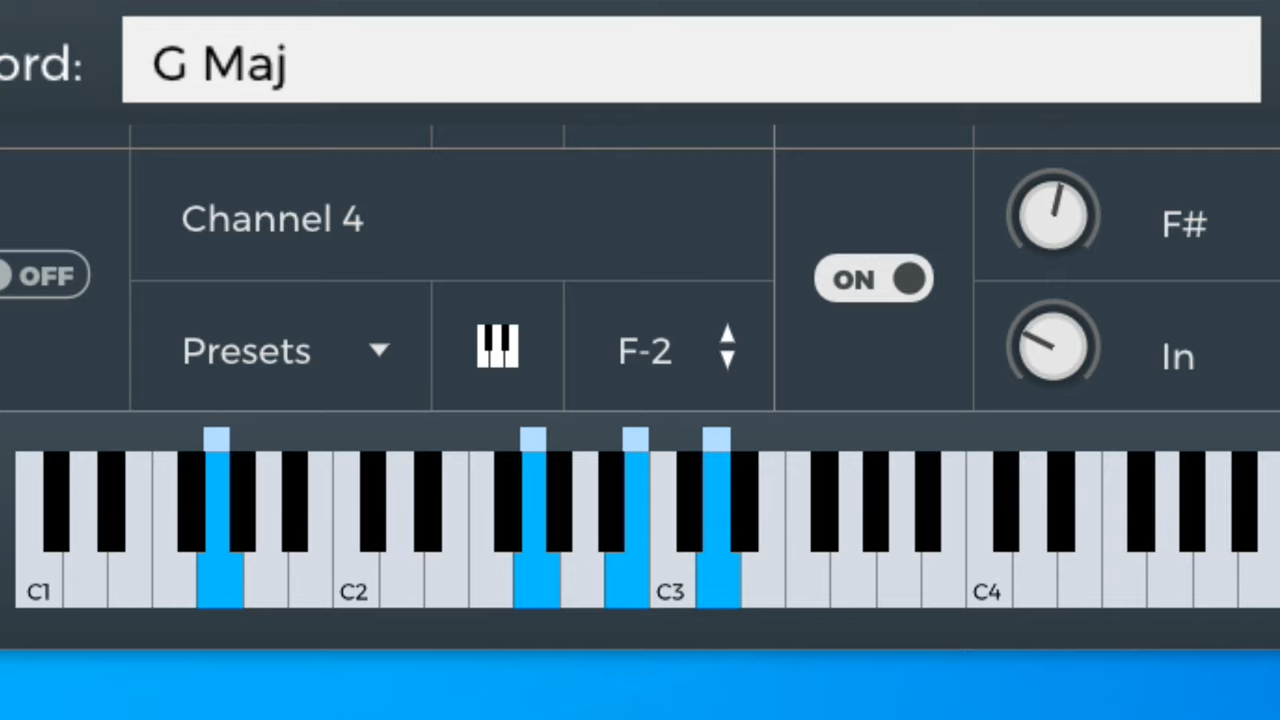 ord: G Maj
Channel 4
F#
OFF
ON
Presets
F-2
In
C1 C2 C3 C4